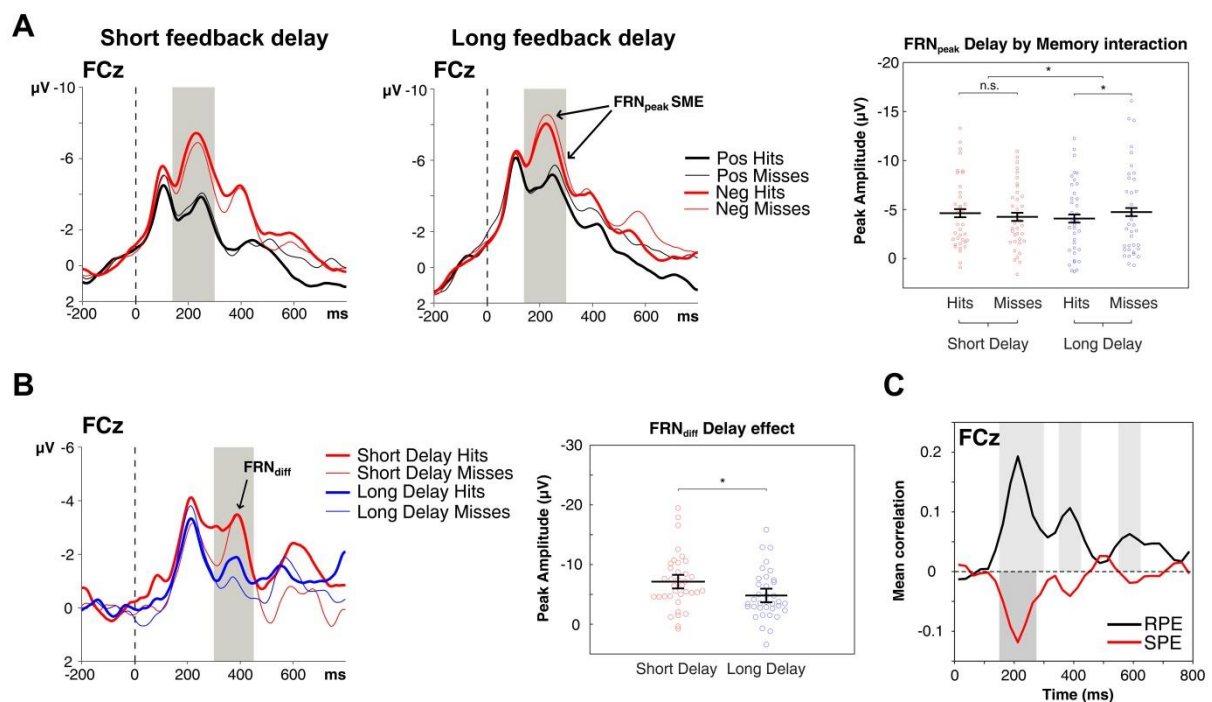 A
Short feedback delay
FCz
µV -10
-6
-2
0
2
-200 0 200 400 600 ms
Long feedback delay
FCz
µV -10
-6
-2
0
2
-200 0 200 400 600 ms
FRNpeak SME
Pos Hits
Pos Misses
Neg Hits
Neg Misses
FRNpeak Delay by Memory interaction
Peak Amplitude (µV)
-20
-15
-10
-5
0
*
n.s. *
Hits Misses Hits Misses
Short Delay Long Delay
B
FCz
µV -6
-4
-2
0
2
-200 0 200 400 600 ms
FRNdiff
Short Delay Hits
Short Delay Misses
Long Delay Hits
Long Delay Misses
FRNdiff Delay effect
Peak Amplitude (µV)
-30
-20
-10
0
*
Short Delay Long Delay
C
FCz
Mean correlation
0.2
0.1
0
-0.1
RPE
SPE
0 200 400 600 800
Time (ms)